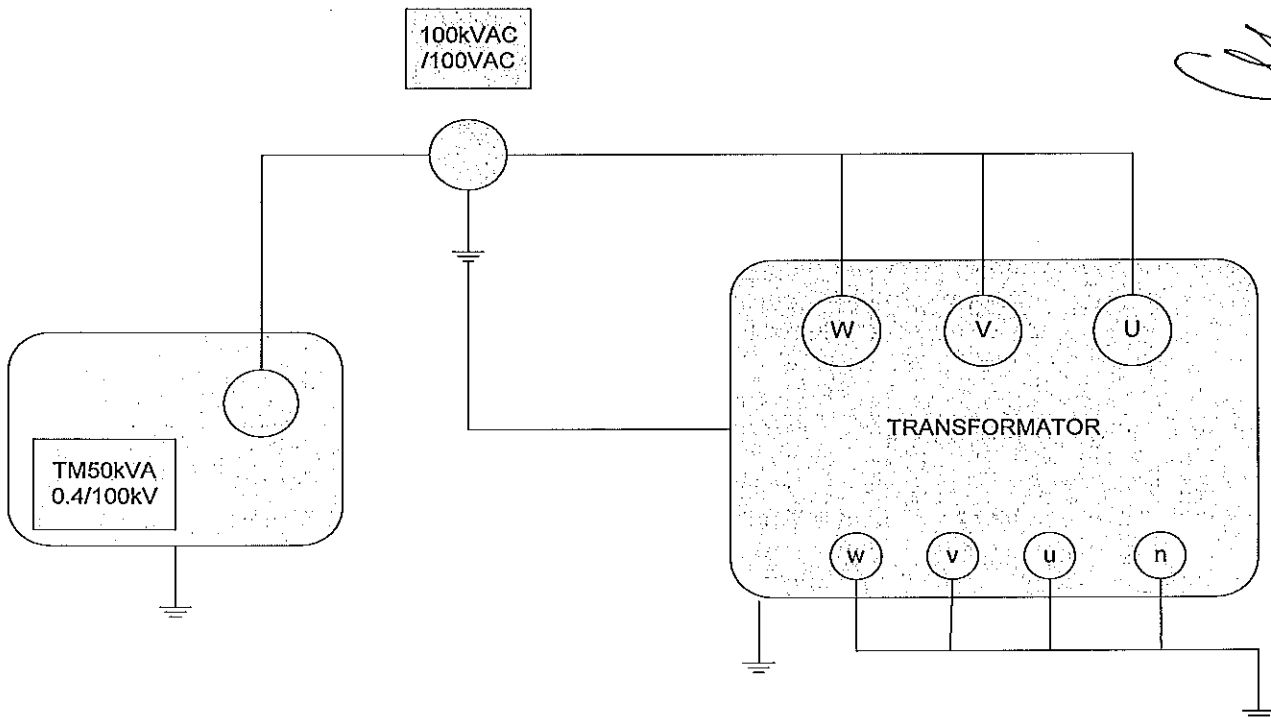 100kVAC
/100VAC
W V U
TRANSFORMATOR
TM50kVA
0.4/100kV
w v u n